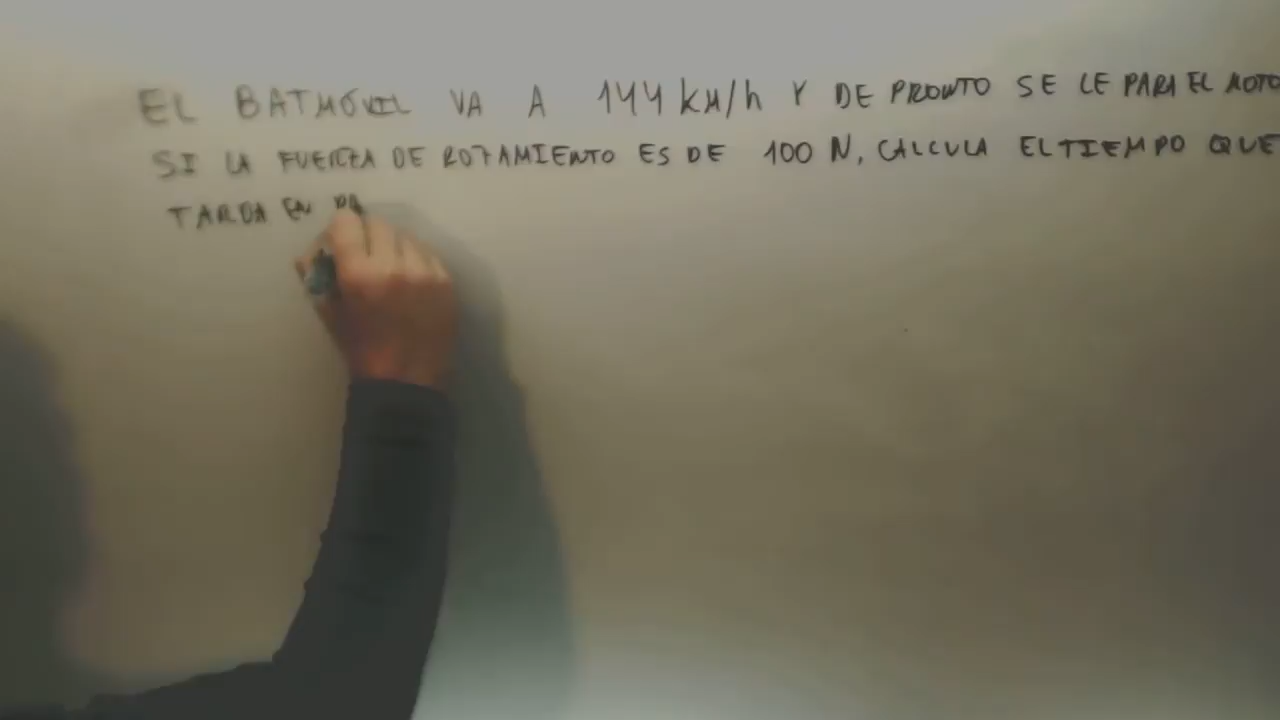 EL BATMÓVIL VA A 144 km/h Y DE PRONTO SE LE PARA EL MOTO
SI LA FUERZA DE ROZAMIENTO ES DE 100 N, CALCULA EL TIEMPO QUE
TARDA EN PA